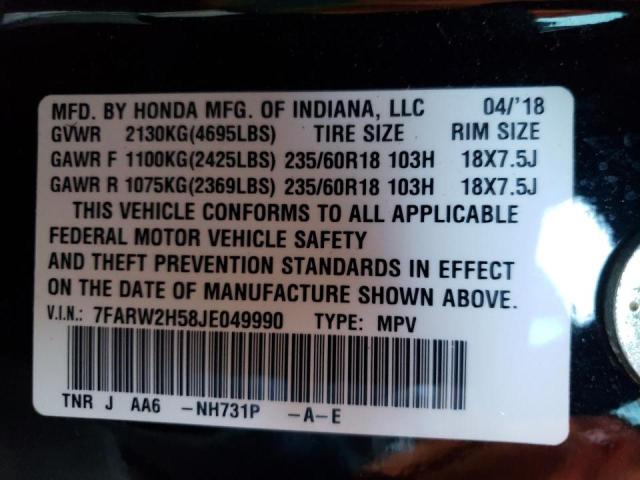 MFD. BY HONDA MFG. OF INDIANA, LLC 04/'18
GVWR 2130KG(4695LBS) TIRE SIZE RIM SIZE
GAWR F 1100KG(2425LBS) 235/60R18 103H 18X7.5J
GAWR R 1075KG(2369LBS) 235/60R18 103H 18X7.5J
THIS VEHICLE CONFORMS TO ALL APPLICABLE
FEDERAL MOTOR VEHICLE SAFETY
AND THEFT PREVENTION STANDARDS IN EFFECT
ON THE DATE OF MANUFACTURE SHOWN ABOVE.
V.I.N.: 7FARW2H58JE049990 TYPE: MPV
TNR J AA6 -NH731P -A-E